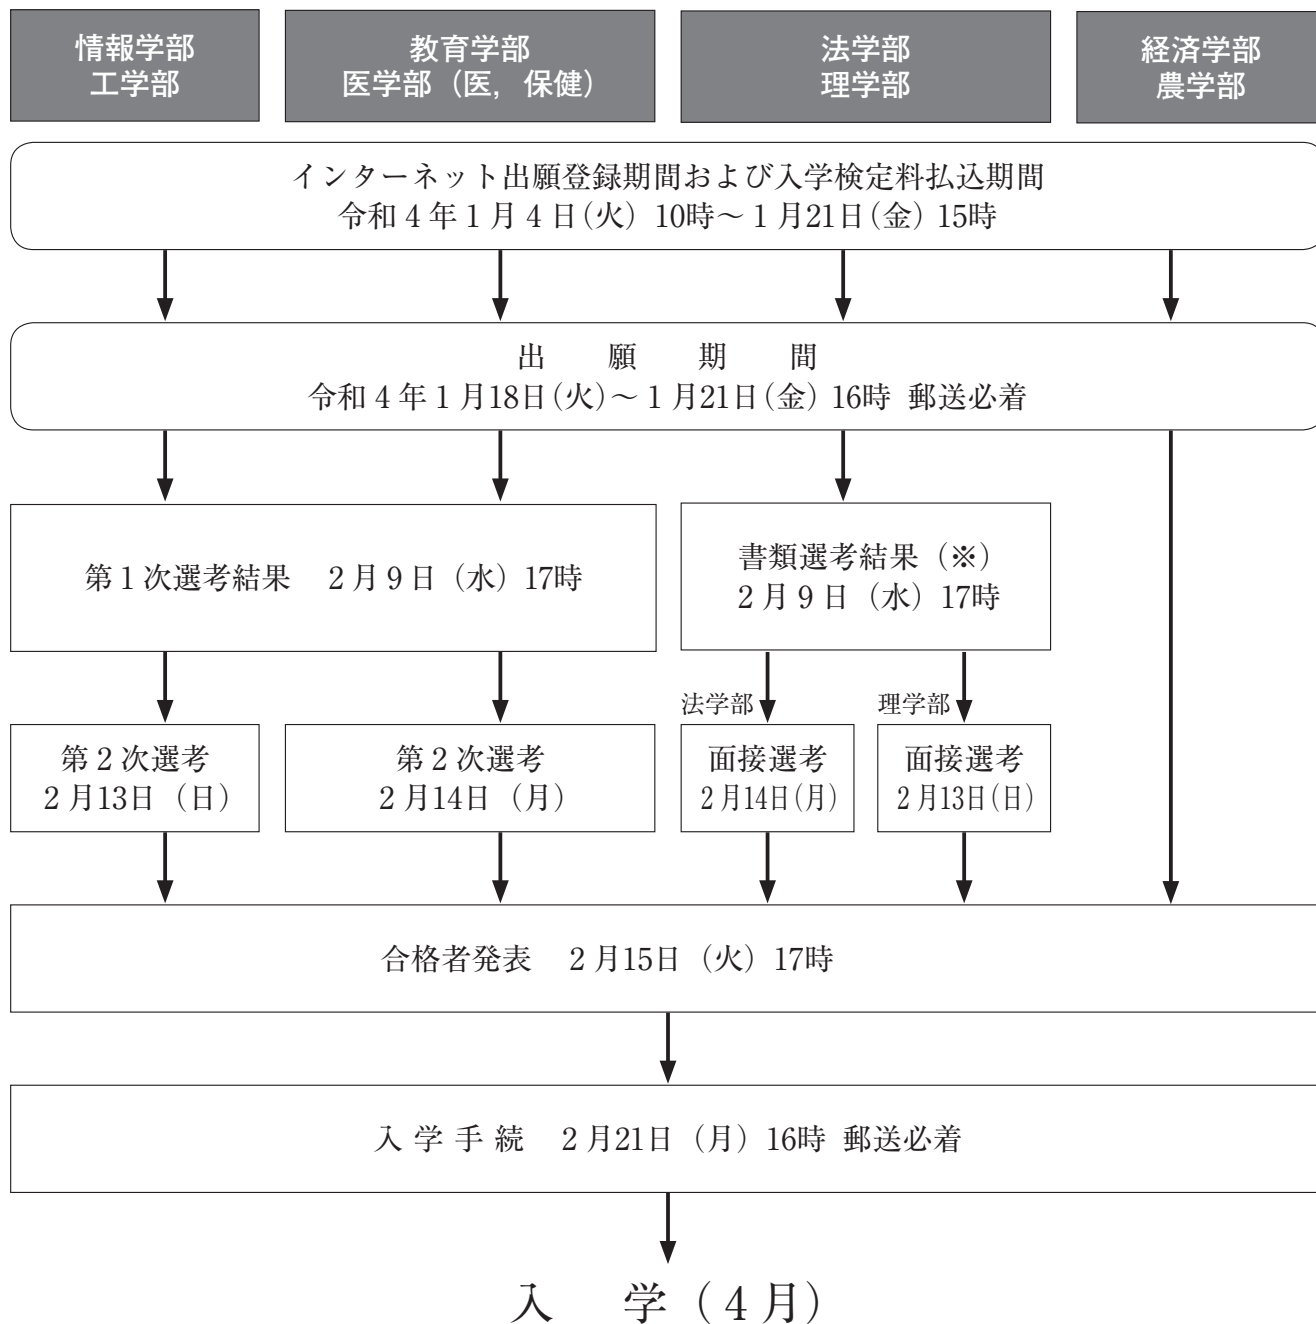 情報学部
工学部
教育学部
医学部（医，保健）
法学部
理学部
経済学部
農学部
インターネット出願登録期間および入学検定料払込期間
令和4年1月4日（火）10時～1月21日（金）15時
出願期間
令和4年1月18日（火）～1月21日（金）16時 郵送必着
第1次選考結果　2月9日（水）17時
書類選考結果（※）
2月9日（水）17時
法学部
理学部
第2次選考
2月13日（日）
第2次選考
2月14日（月）
面接選考
2月14日（月）
面接選考
2月13日（日）
合格者発表　2月15日（火）17時
入学手続　2月21日（月）16時 郵送必着
入　学（4月）